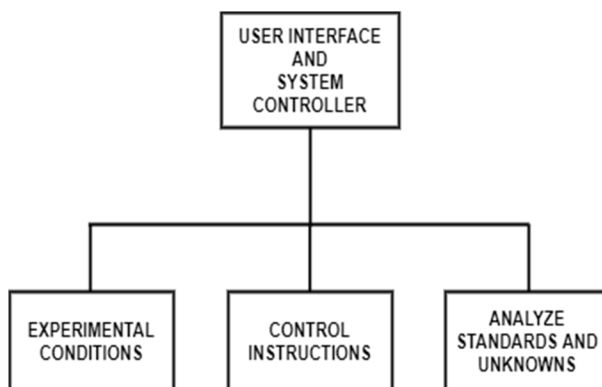 USER INTERFACE
AND
SYSTEM
CONTROLLER
EXPERIMENTAL
CONDITIONS
CONTROL
INSTRUCTIONS
ANALYZE
STANDARDS AND
UNKNOWNS